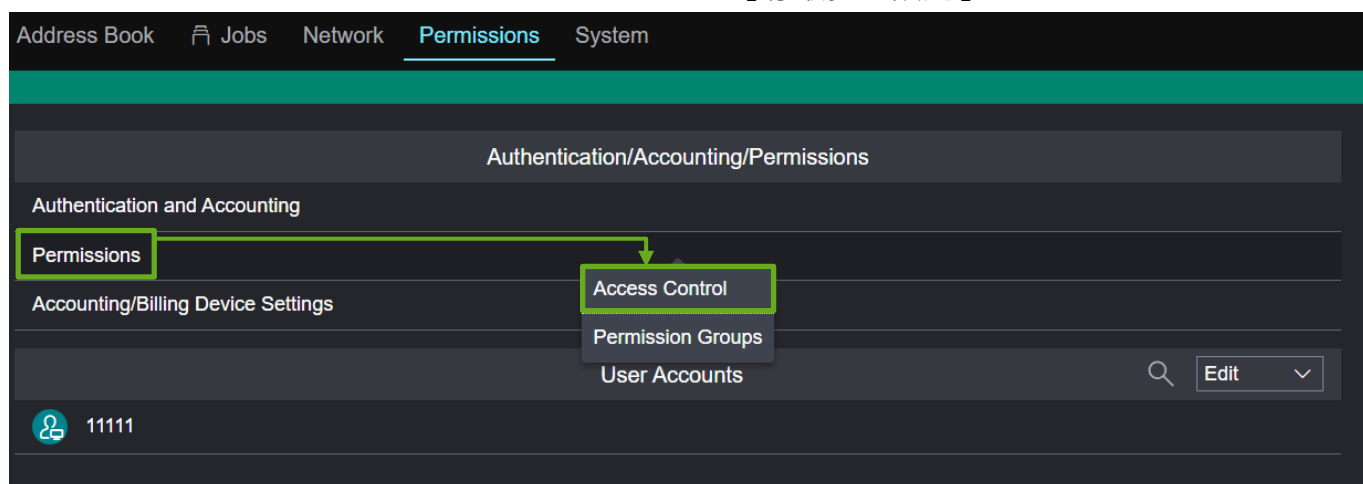 Address Book Jobs Network Permissions System
Authentication/Accounting/Permissions
Authentication and Accounting
Permissions
Access Control
Accounting/Billing Device Settings
Permission Groups
User Accounts Edit
11111